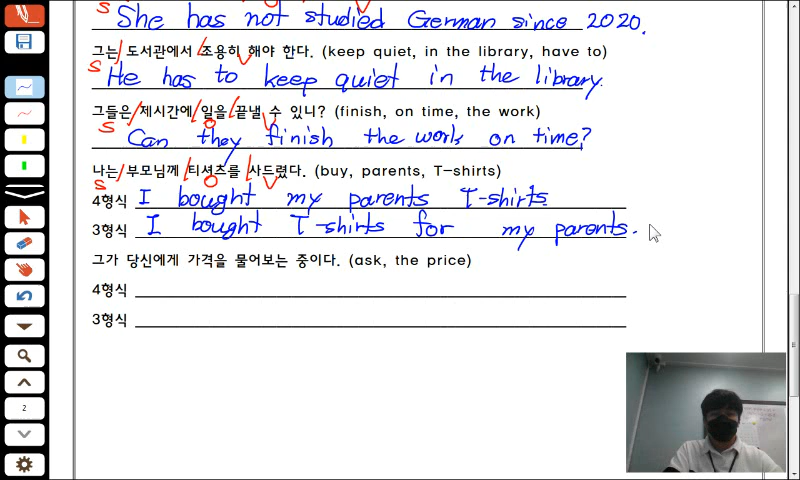 She has not studied German since 2020.
그는 도서관에서 조용히 해야 한다. (keep quiet, in the library, have to)
S V
He has to keep quiet in the library.
그들은 제시간에 일을 끝낼 수 있니? (finish, on time, the work)
S O V
Can they finish the work on time?
나는 부모님께 티셔츠를 사드렸다. (buy, parents, T-shirts)
S O V
4형식 I bought my parents T-shirts.
3형식 I bought T-shirts for my parents.
그가 당신에게 가격을 물어보는 중이다. (ask, the price)
4형식
3형식
2